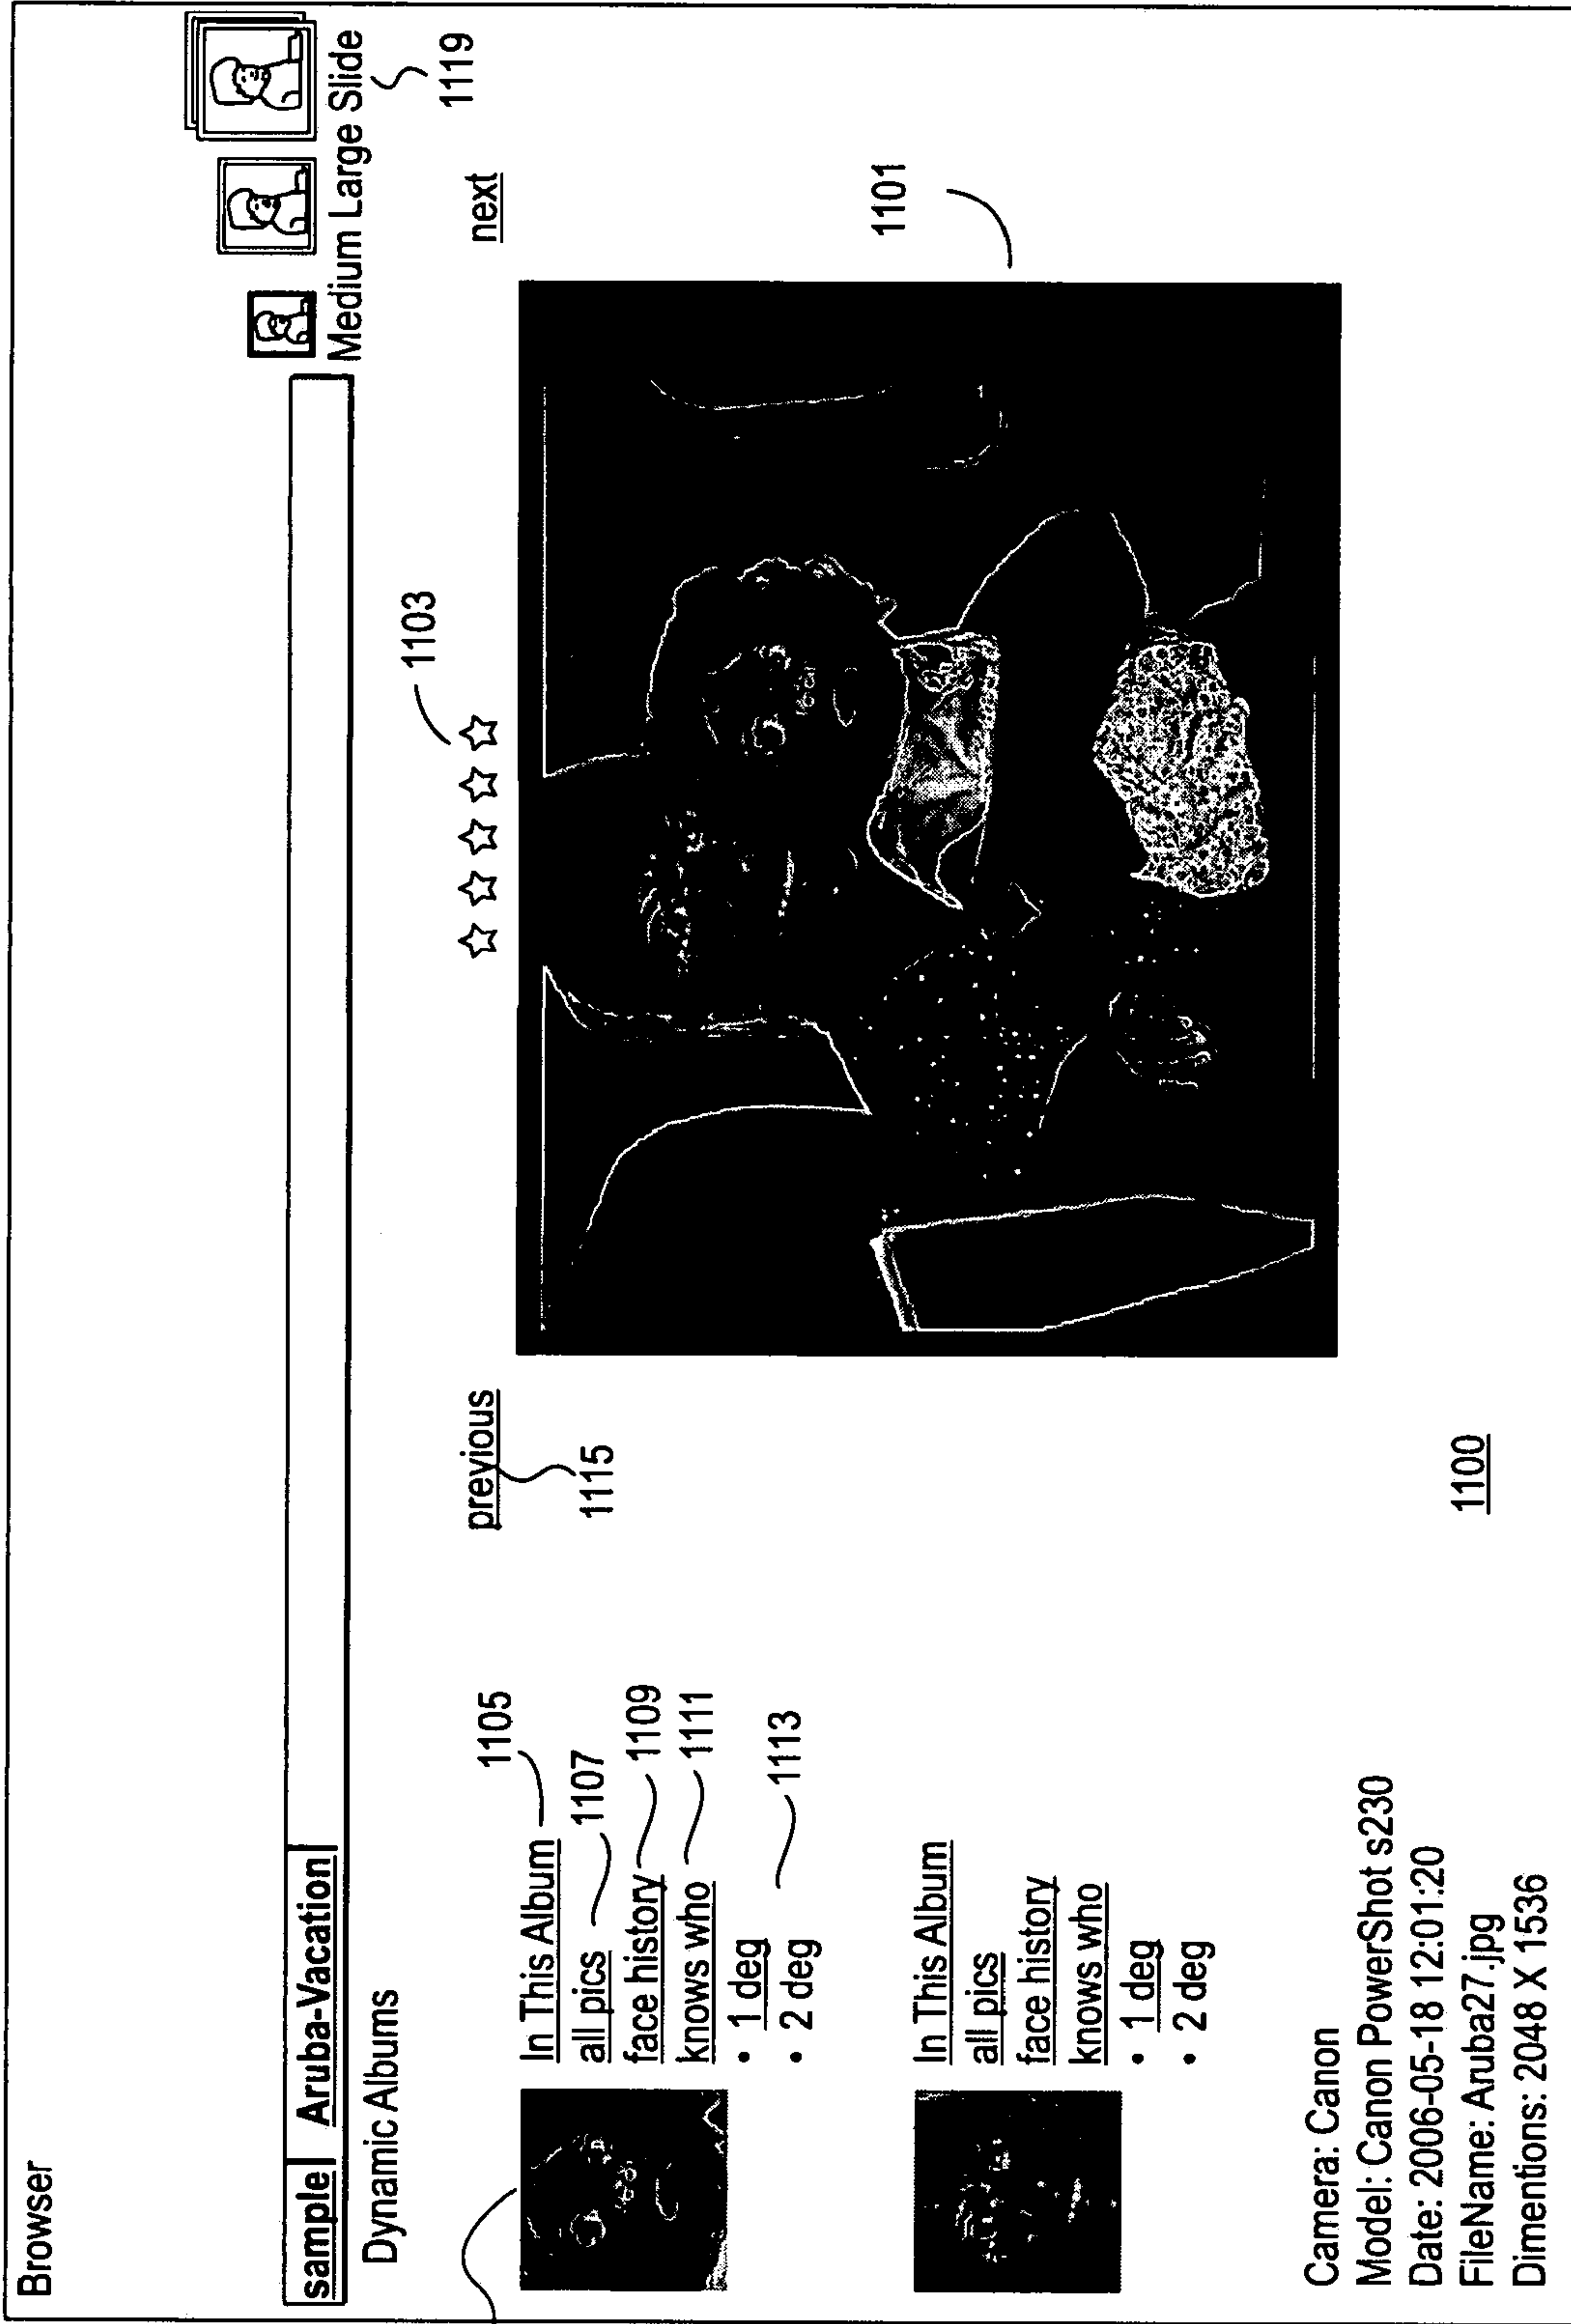 Browser
Medium Large Slide
1119
sample Aruba-Vacation
Dynamic Albums
1103
previous
1115
next
1101
In This Album
1105
all pics
1107
face history
1109
knows who
1111
• 1 deg
• 2 deg
1113
In This Album
all pics
face history
knows who
• 1 deg
• 2 deg
Camera: Canon
Model: Canon PowerShot s230
Date: 2006-05-18 12:01:20
FileName: Aruba27.jpg
Dimentions: 2048 X 1536
1100